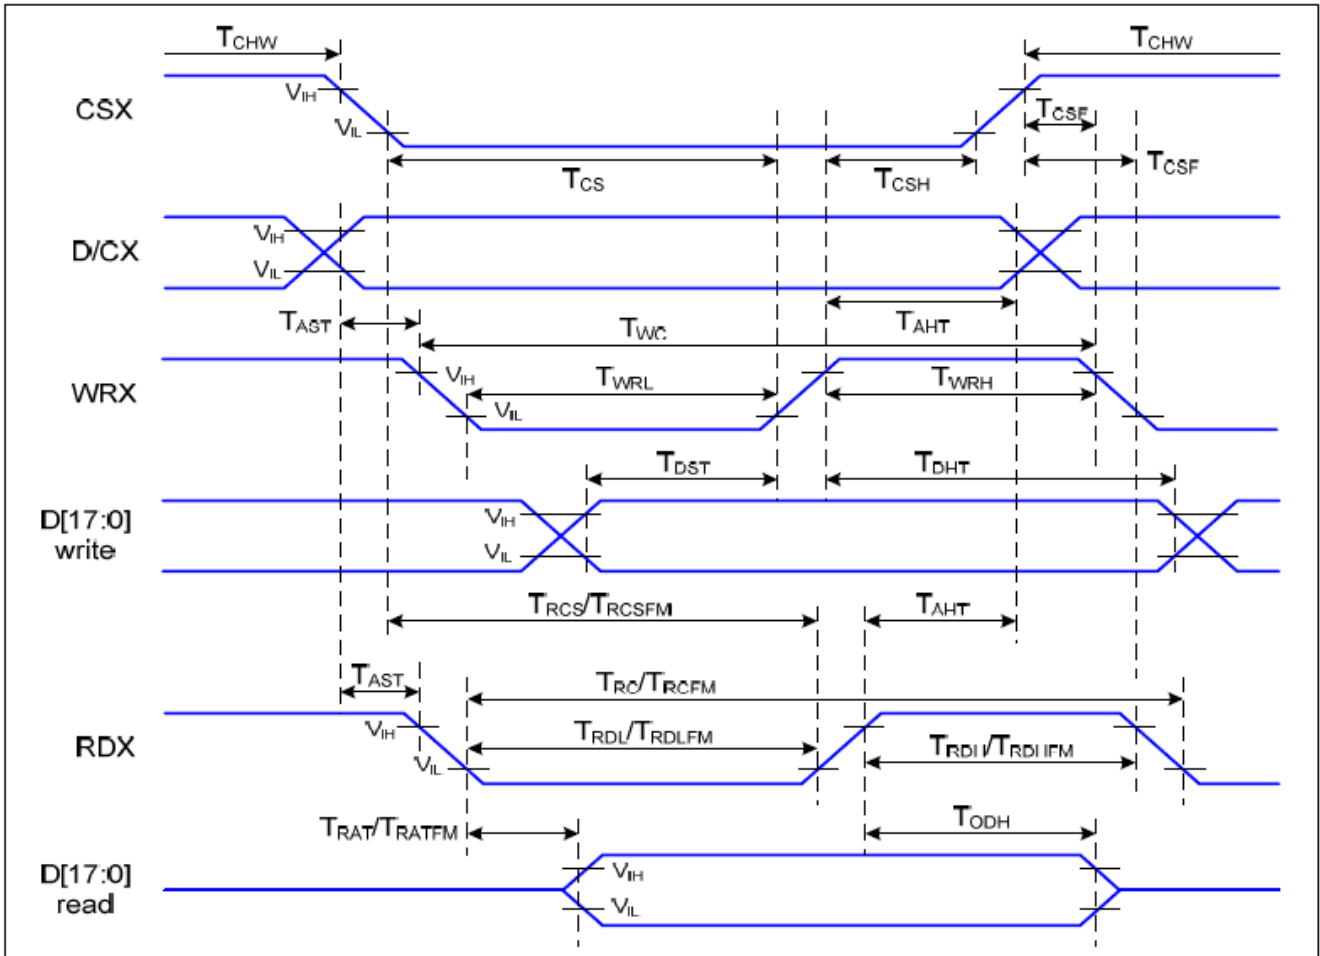 TCHW
TCHW
CSX
VIH
VIL
TCSF
TCS
TCSH
TCSF
D/CX
VIH
VIL
TAST
TWC
TAHT
WRX
VIH
TWRL
TWRH
VIL
TDST
TDHT
D[17:0]
write
VIH
VIL
TRCS/TRCSFM
TAHT
TAST
TRC/TRCFM
RDX
VIH
TRDL/TRDLFM
TRDH/TRDHFM
VIL
TRAT/TRATFM
TODH
D[17:0]
read
VIH
VIL